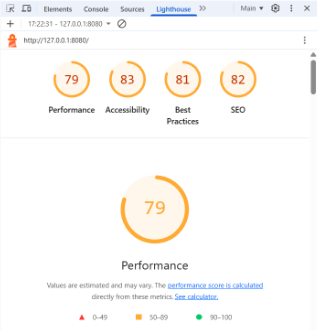 Elements Console Sources Lighthouse Main
17:22:31 - 127.0.0.1:8080
http://127.0.0.1:8080/
79 83 81 82
Performance Accessibility Best Practices SEO
79
Performance
Values are estimated and may vary. The performance score is calculated
directly from these metrics. See calculator.
0–49 50–89 90–100